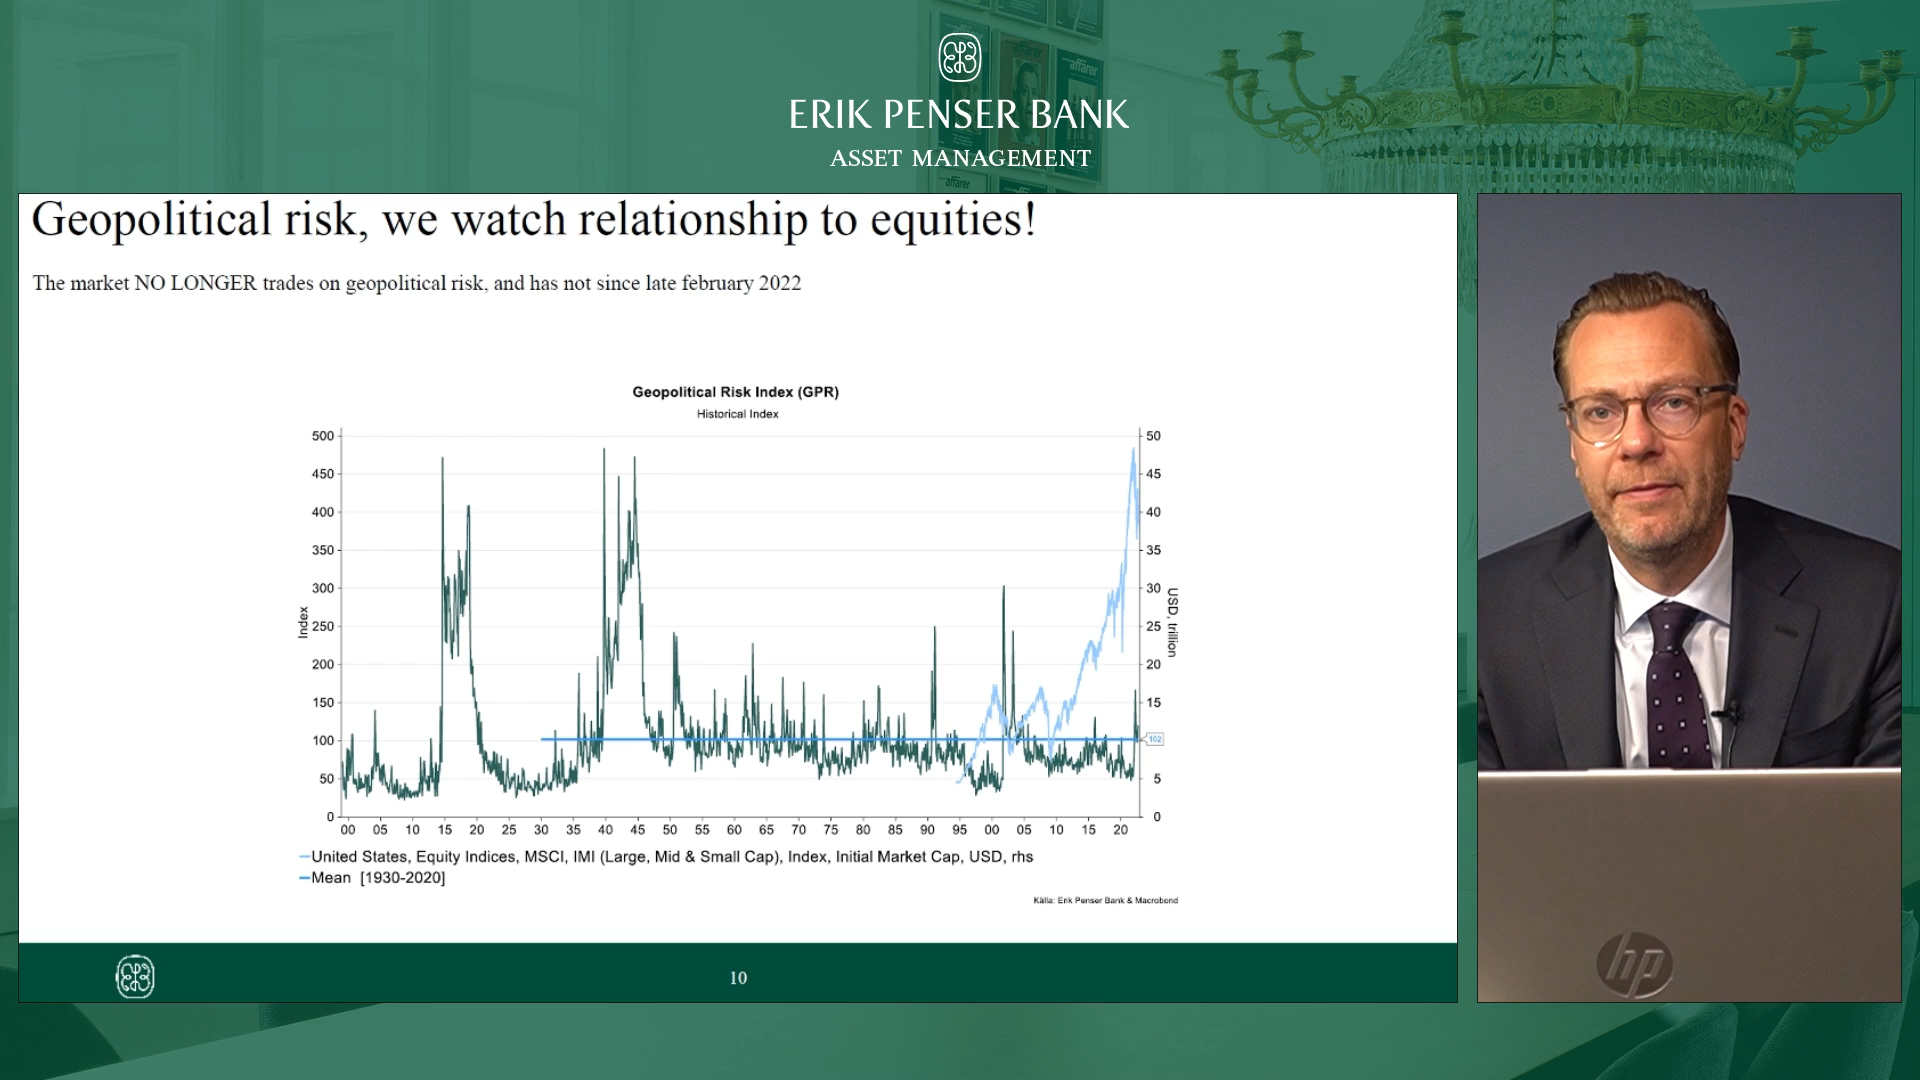 affärer
affärer
affärer
ERIK PENSER BANK
ASSET MANAGEMENT
affärer
Geopolitical risk, we watch relationship to equities!
The market NO LONGER trades on geopolitical risk, and has not since late february 2022
Geopolitical Risk Index (GPR)
Historical Index
500 50
450 45
400 40
350 35
300 30
250 25
200 20
150 15
100 102
50 5
0 0
Index
USD, trillion
00 05 10 15 20 25 30 35 40 45 50 55 60 65 70 75 80 85 90 95 00 05 10 15 20
United States, Equity Indices, MSCI, IMI (Large, Mid & Small Cap), Index, Initial Market Cap, USD, rhs
Mean [1930-2020]
Källa: Erik Penser Bank & Macrobond
10
hp